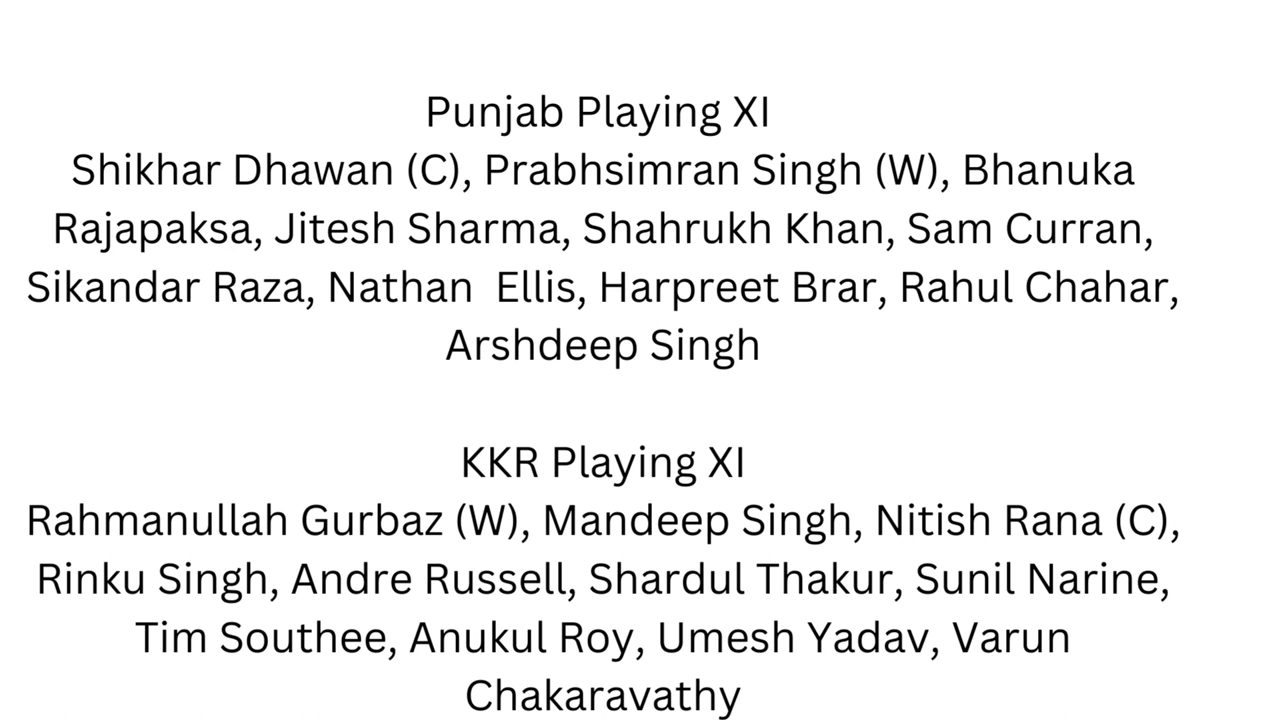 Punjab Playing XI
Shikhar Dhawan (C), Prabhsimran Singh (W), Bhanuka
Rajapaksa, Jitesh Sharma, Shahrukh Khan, Sam Curran,
Sikandar Raza, Nathan  Ellis, Harpreet Brar, Rahul Chahar,
Arshdeep Singh
KKR Playing XI
Rahmanullah Gurbaz (W), Mandeep Singh, Nitish Rana (C),
Rinku Singh, Andre Russell, Shardul Thakur, Sunil Narine,
Tim Southee, Anukul Roy, Umesh Yadav, Varun
Chakaravathy